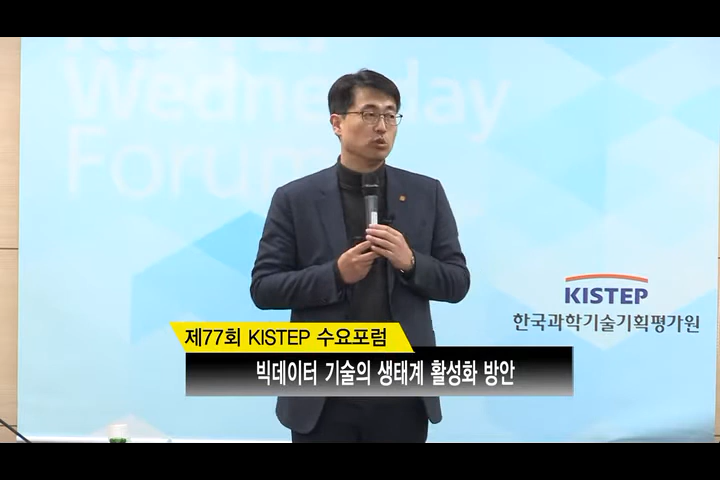 Wednesday
Forum
KISTEP
한국과학기술기획평가원
제77회 KISTEP 수요포럼
빅데이터 기술의 생태계 활성화 방안